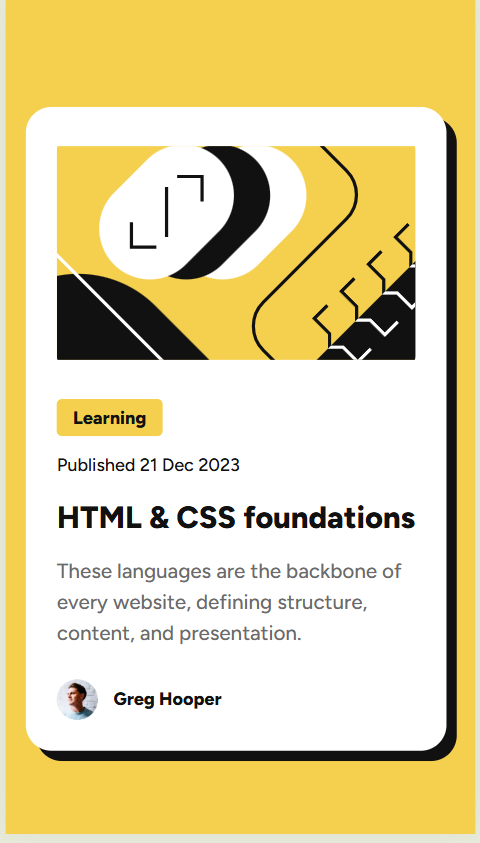 Learning
Published 21 Dec 2023
HTML & CSS foundations
These languages are the backbone of
every website, defining structure,
content, and presentation.
Greg Hooper